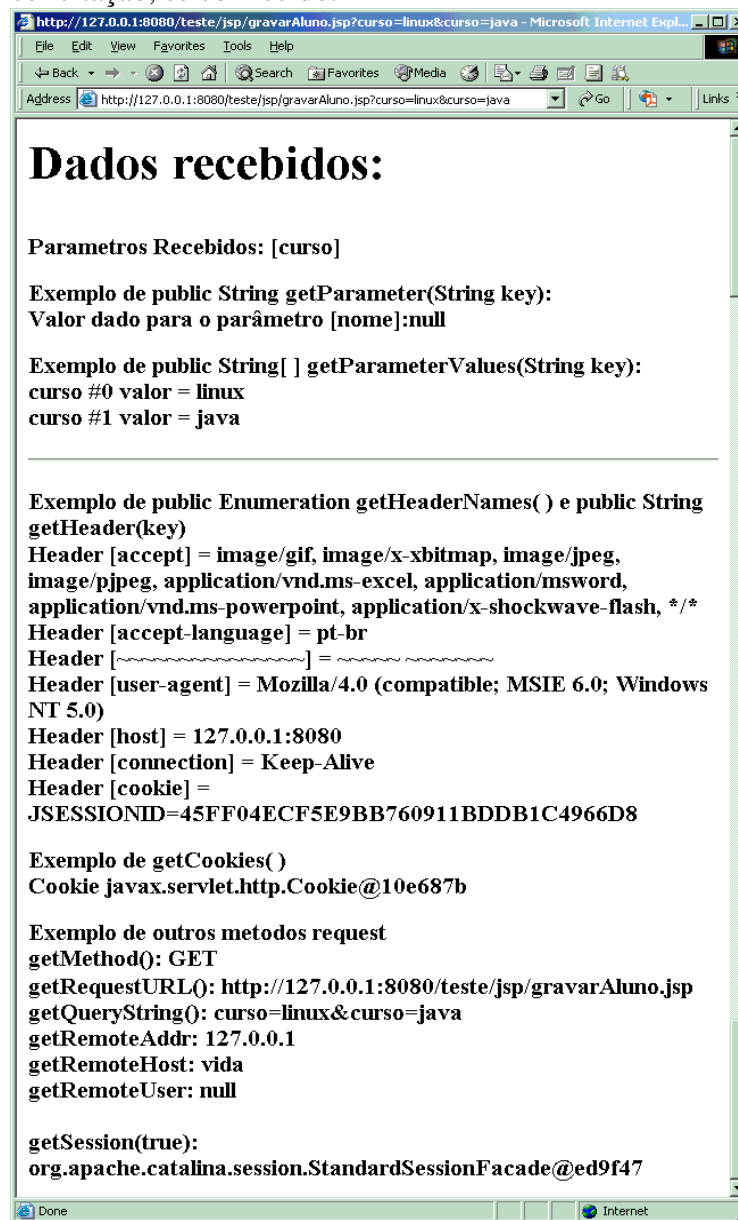 http://127.0.0.1:8080/teste/jsp/gravarAluno.jsp?curso=linux&curso=java - Microsoft Internet Expl...
File Edit View Favorites Tools Help
Back Search Favorites Media
Address http://127.0.0.1:8080/teste/jsp/gravarAluno.jsp?curso=linux&curso=java Go Links
Dados recebidos:
Parametros Recebidos: [curso]
Exemplo de public String getParameter(String key):
Valor dado para o parâmetro [nome]:null
Exemplo de public String[ ] getParameterValues(String key):
curso #0 valor = linux
curso #1 valor = java
Exemplo de public Enumeration getHeaderNames( ) e public String
getHeader(key)
Header [accept] = image/gif, image/x-xbitmap, image/jpeg,
image/pjpeg, application/vnd.ms-excel, application/msword,
application/vnd.ms-powerpoint, application/x-shockwave-flash, */*
Header [accept-language] = pt-br
Header [~~~~~~~~~~~~~~~] = ~~~~~ ~~~~~~~
Header [user-agent] = Mozilla/4.0 (compatible; MSIE 6.0; Windows
NT 5.0)
Header [host] = 127.0.0.1:8080
Header [connection] = Keep-Alive
Header [cookie] =
JSESSIONID=45FF04ECF5E9BB760911BDDB1C4966D8
Exemplo de getCookies( )
Cookie javax.servlet.http.Cookie@10e687b
Exemplo de outros metodos request
getMethod(): GET
getRequestURL(): http://127.0.0.1:8080/teste/jsp/gravarAluno.jsp
getQueryString(): curso=linux&curso=java
getRemoteAddr: 127.0.0.1
getRemoteHost: vida
getRemoteUser: null
getSession(true):
org.apache.catalina.session.StandardSessionFacade@ed9f47
Done Internet